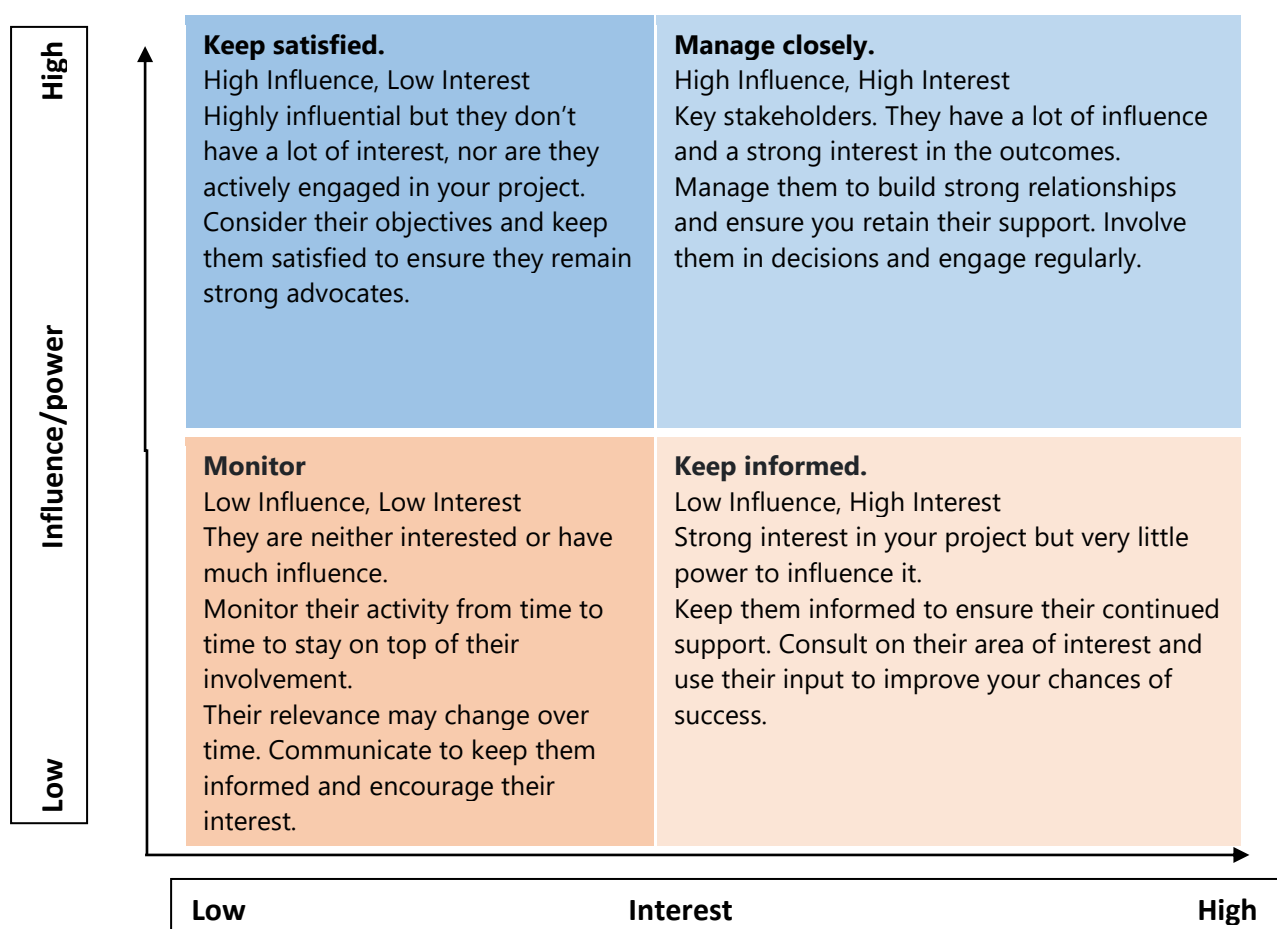 High
Influence/power
Low
Keep satisfied.
High Influence, Low Interest
Highly influential but they don’t
have a lot of interest, nor are they
actively engaged in your project.
Consider their objectives and keep
them satisfied to ensure they remain
strong advocates.
Manage closely.
High Influence, High Interest
Key stakeholders. They have a lot of influence
and a strong interest in the outcomes.
Manage them to build strong relationships
and ensure you retain their support. Involve
them in decisions and engage regularly.
Monitor
Low Influence, Low Interest
They are neither interested or have
much influence.
Monitor their activity from time to
time to stay on top of their
involvement.
Their relevance may change over
time. Communicate to keep them
informed and encourage their
interest.
Keep informed.
Low Influence, High Interest
Strong interest in your project but very little
power to influence it.
Keep them informed to ensure their continued
support. Consult on their area of interest and
use their input to improve your chances of
success.
Low Interest High